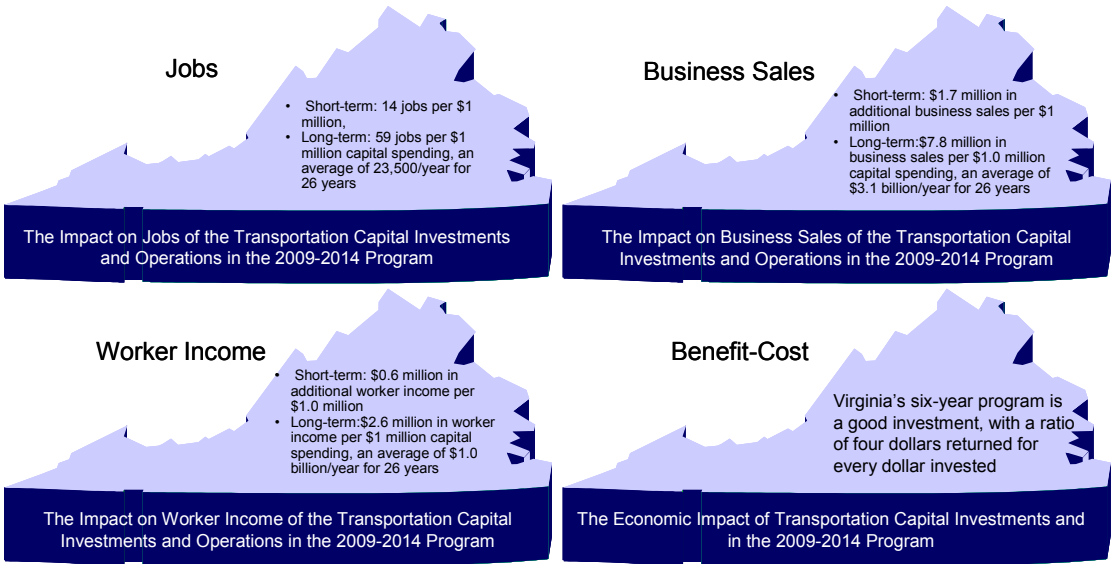 Jobs
• Short-term: 14 jobs per $1
million,
• Long-term: 59 jobs per $1
million capital spending, an
average of 23,500/year for
26 years
The Impact on Jobs of the Transportation Capital Investments
and Operations in the 2009-2014 Program
Business Sales
• Short-term: $1.7 million in
additional business sales per $1
million
• Long-term:$7.8 million in
business sales per $1.0 million
capital spending, an average of
$3.1 billion/year for 26 years
The Impact on Business Sales of the Transportation Capital
Investments and Operations in the 2009-2014 Program
Worker Income
• Short-term: $0.6 million in
additional worker income per
$1.0 million
• Long-term:$2.6 million in worker
income per $1 million capital
spending, an average of $1.0
billion/year for 26 years
The Impact on Worker Income of the Transportation Capital
Investments and Operations in the 2009-2014 Program
Benefit-Cost
Virginia’s six-year program is
a good investment, with a ratio
of four dollars returned for
every dollar invested
The Economic Impact of Transportation Capital Investments and
in the 2009-2014 Program